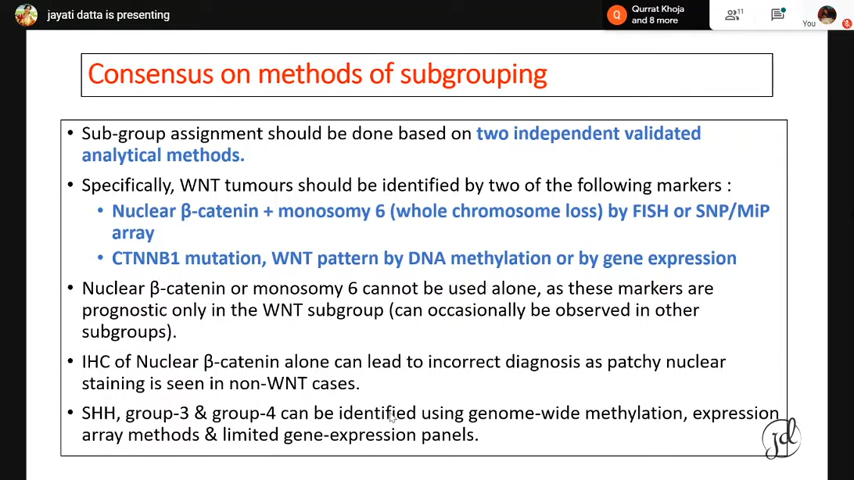 jayati datta is presenting
Q
Qurrat Khoja
and 8 more
11
You
Consensus on methods of subgrouping
• Sub-group assignment should be done based on two independent validated
analytical methods.
• Specifically, WNT tumours should be identified by two of the following markers :
• Nuclear β-catenin + monosomy 6 (whole chromosome loss) by FISH or SNP/MiP
array
• CTNNB1 mutation, WNT pattern by DNA methylation or by gene expression
• Nuclear β-catenin or monosomy 6 cannot be used alone, as these markers are
prognostic only in the WNT subgroup (can occasionally be observed in other
subgroups).
• IHC of Nuclear β-catenin alone can lead to incorrect diagnosis as patchy nuclear
staining is seen in non-WNT cases.
• SHH, group-3 & group-4 can be identified using genome-wide methylation, expression
array methods & limited gene-expression panels.
jd